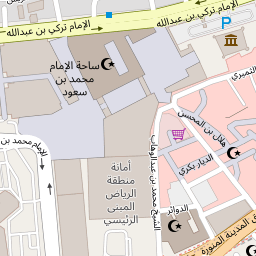 الإمام تركي بن عبدالله
الإمام تركي بن عبدالله
ساحة الإمام
محمد بن
سعود
P
هلال بن المحسن
الديار بكري
أمانة
منطقة
الرياض
المبنى
الرئيسي
الشيخ محمد بن عبدالوهاب
الإمام محمد بن
الدوائر
المدينة المنورة